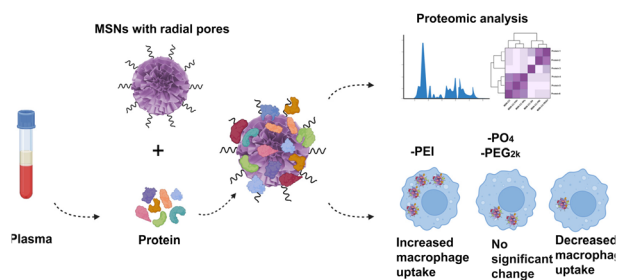 MSNs with radial pores
Proteomic analysis
+
-PEI
-PO4
-PEG2k
Plasma
Protein
Increased
macrophage
uptake
No
significant
change
Decreased
macrophag
uptake